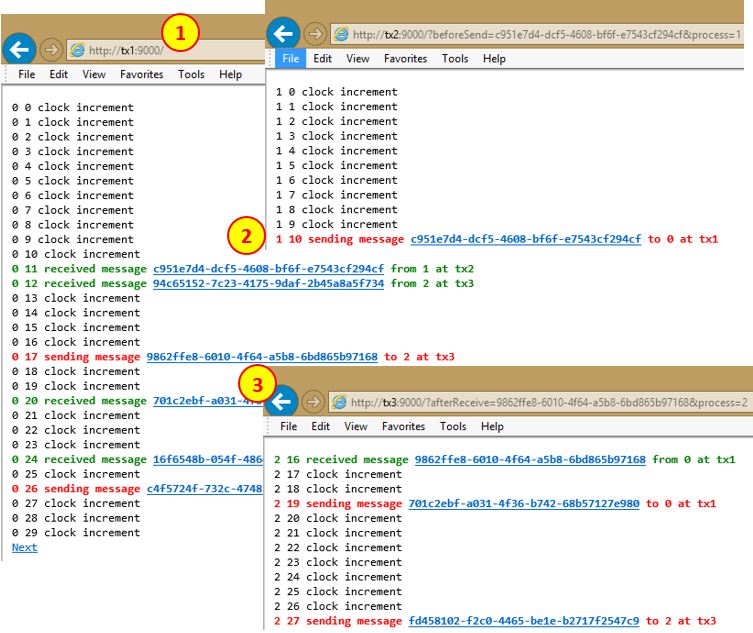 1
http://tx1:9000/
File Edit View Favorites Tools Help
0 0 clock increment
0 1 clock increment
0 2 clock increment
0 3 clock increment
0 4 clock increment
0 5 clock increment
0 6 clock increment
0 7 clock increment
0 8 clock increment
0 9 clock increment
0 10 clock increment
0 11 received message c951e7d4-dcf5-4608-bf6f-e7543cf294cf from 1 at tx2
0 12 received message 94c65152-7c23-4175-9daf-2b45a8a5f734 from 2 at tx3
0 13 clock increment
0 14 clock increment
0 15 clock increment
0 16 clock increment
0 17 sending message 9862ffe8-6010-4f64-a5b8-6bd865b97168 to 2 at tx3
0 18 clock increment
0 19 clock increment
0 20 received message 701c2ebf-a031-4f3
0 21 clock increment
0 22 clock increment
0 23 clock increment
0 24 received message 16f6548b-054f-486
0 25 clock increment
0 26 sending message c4f5724f-732c-4748
0 27 clock increment
0 28 clock increment
0 29 clock increment
Next
http://tx2:9000/?beforeSend=c951e7d4-dcf5-4608-bf6f-e7543cf294cf&process=1
File Edit View Favorites Tools Help
1 0 clock increment
1 1 clock increment
1 2 clock increment
1 3 clock increment
1 4 clock increment
1 5 clock increment
1 6 clock increment
1 7 clock increment
1 8 clock increment
1 9 clock increment
2
1 10 sending message c951e7d4-dcf5-4608-bf6f-e7543cf294cf to 0 at tx1
3
http://tx3:9000/?afterReceive=9862ffe8-6010-4f64-a5b8-6bd865b97168&process=2
File Edit View Favorites Tools Help
2 16 received message 9862ffe8-6010-4f64-a5b8-6bd865b97168 from 0 at tx1
2 17 clock increment
2 18 clock increment
2 19 sending message 701c2ebf-a031-4f36-b742-68b57127e980 to 0 at tx1
2 20 clock increment
2 21 clock increment
2 22 clock increment
2 23 clock increment
2 24 clock increment
2 25 clock increment
2 26 clock increment
2 27 sending message fd458102-f2c0-4465-be1e-b2717f2547c9 to 2 at tx3